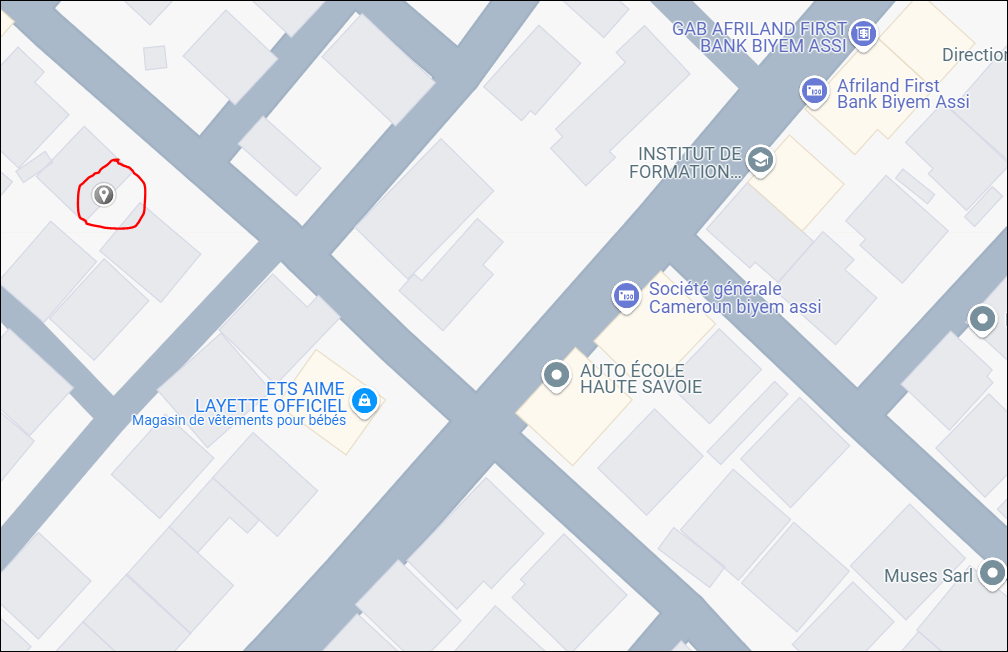 GAB AFRILAND FIRST
BANK BIYEM ASSI
Direction
Afriland First
Bank Biyem Assi
INSTITUT DE
FORMATION...
Société générale
Cameroun biyem assi
AUTO ÉCOLE
HAUTE SAVOIE
ETS AIME
LAYETTE OFFICIEL
Magasin de vêtements pour bébés
Muses Sarl